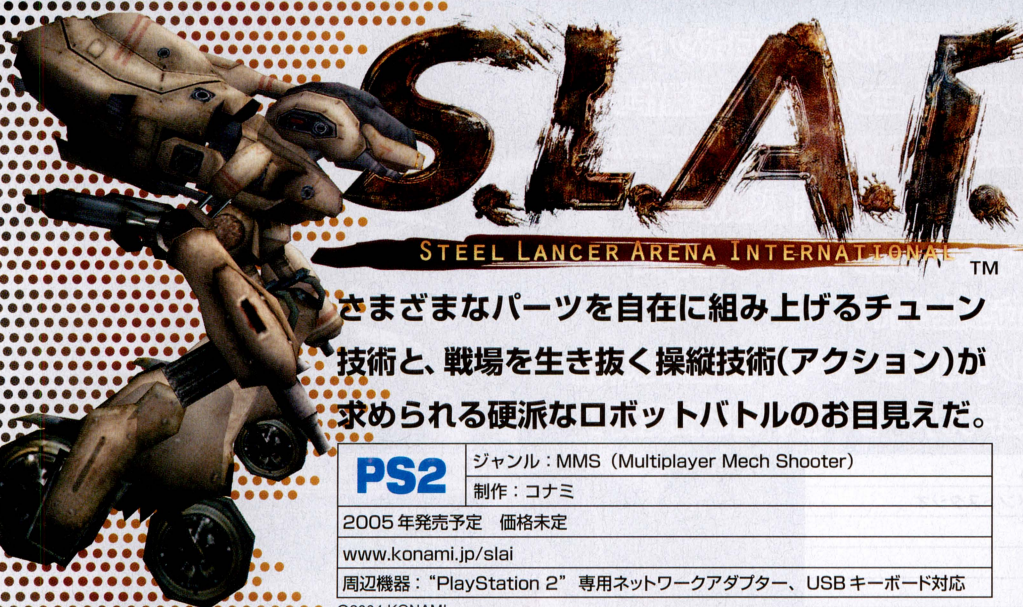 S.L.A.I.
STEEL LANCER ARENA INTERNATIONAL TM
さまざまなパーツを自在に組み上げるチューン
技術と、戦場を生き抜く操縦技術(アクション)が
求められる硬派なロボットバトルのお目見えだ。
PS2
ジャンル：MMS（Multiplayer Mech Shooter）
制作：コナミ
2005年発売予定　価格未定
www.konami.jp/slai
周辺機器：“PlayStation 2” 専用ネットワークアダプター、USBキーボード対応
©2004 KONAMI